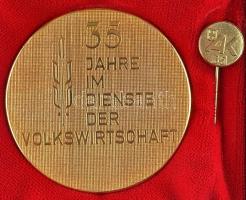 35
JAHRE
IM
DIENSTE
DER
VOLKSWIRTSCHAFT